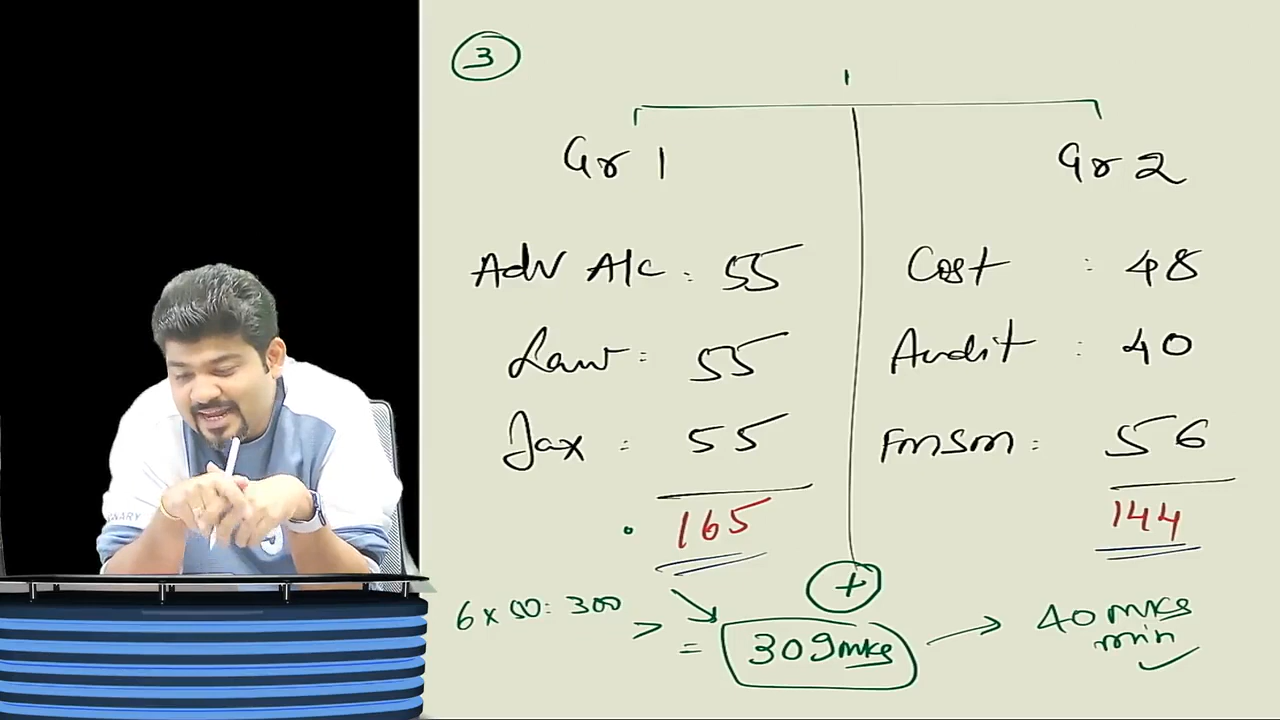 3
Gr 1
Gr 2
Adv A/c : 55
Cost : 48
Law : 55
Audit : 40
Tax : 55
FMSM : 56
165
144
+
6 x 50 : 300 > = 309 mks
40 mks
min